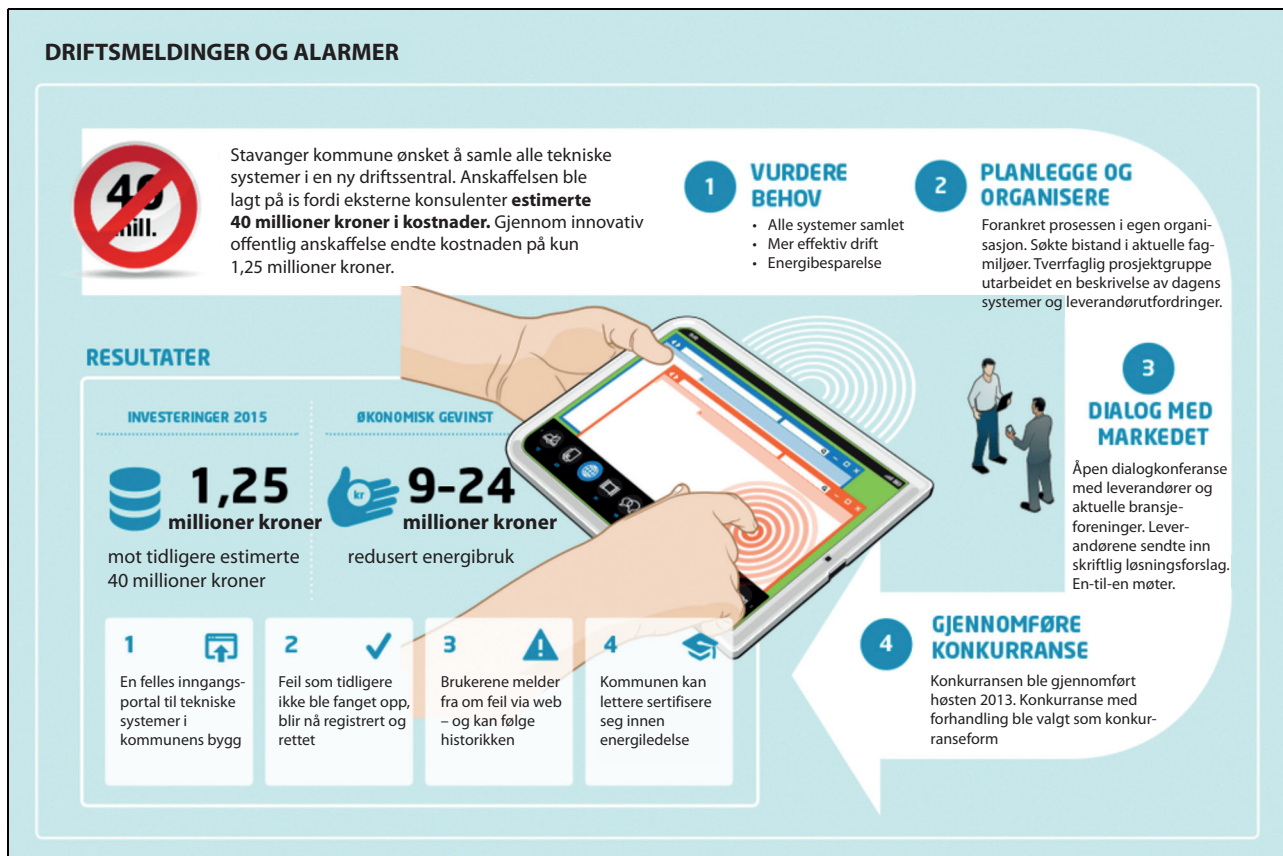 DRIFTSMELDINGER OG ALARMER
40
mill.
Stavanger kommune ønsket å samle alle tekniske
systemer i en ny driftssentral. Anskaffelsen ble
lagt på is fordi eksterne konsulenter estimerte
40 millioner kroner i kostnader. Gjennom innovativ
offentlig anskaffelse endte kostnaden på kun
1,25 millioner kroner.
1
VURDERE
BEHOV
• Alle systemer samlet
• Mer effektiv drift
• Energibesparelse
2
PLANLEGGE OG
ORGANISERE
Forankret prosessen i egen organi-
sasjon. Søkte bistand i aktuelle fag-
miljøer. Tverrfaglig prosjektgruppe
utarbeidet en beskrivelse av dagens
systemer og leverandørutfordringer.
3
DIALOG MED
MARKEDET
Åpen dialogkonferanse
med leverandører og
aktuelle bransje-
foreninger. Lever-
andørene sendte inn
skriftlig løsningsforslag.
En-til-en møter.
4
GJENNOMFØRE
KONKURRANSE
Konkurransen ble gjennomført
høsten 2013. Konkurranse med
forhandling ble valgt som konkur-
ranseform
RESULTATER
INVESTERINGER 2015
1,25
millioner kroner
mot tidligere estimerte
40 millioner kroner
ØKONOMISK GEVINST
kr
9-24
millioner kroner
redusert energibruk
1
En felles inngangs-
portal til tekniske
systemer i
kommunens bygg
2
Feil som tidligere
ikke ble fanget opp,
blir nå registrert og
rettet
3
Brukerene melder
fra om feil via web
– og kan følge
historikken
4
Kommunen kan
lettere sertifisere
seg innen
energiledelse